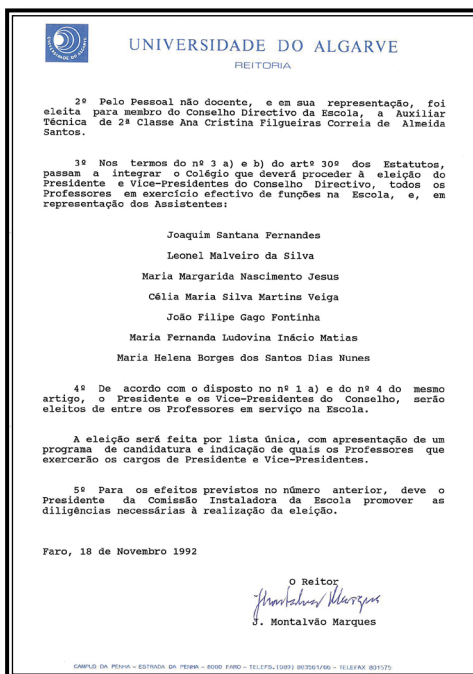 UNIVERSIDADE DO ALGARVE
REITORIA
2º Pelo Pessoal não docente, e em sua representação, foi
eleita para membro do Conselho Directivo da Escola, a Auxiliar
Técnica de 2ª Classe Ana Cristina Filgueiras Correia de Almeida
Santos.
3º Nos termos do nº 3 a) e b) do artº 30º dos Estatutos,
passam a integrar o Colégio que deverá proceder à eleição do
Presidente e Vice-Presidentes do Conselho Directivo, todos os
Professores em exercício efectivo de funções na Escola, e, em
representação dos Assistentes:
Joaquim Santana Fernandes
Leonel Malveiro da Silva
Maria Margarida Nascimento Jesus
Célia Maria Silva Martins Veiga
João Filipe Gago Fontinha
Maria Fernanda Ludovina Inácio Matias
Maria Helena Borges dos Santos Dias Nunes
4º De acordo com o disposto no nº 1 a) e do nº 4 do mesmo
artigo, o Presidente e os Vice-Presidentes do Conselho, serão
eleitos de entre os Professores em serviço na Escola.
A eleição será feita por lista única, com apresentação de um
programa de candidatura e indicação de quais os Professores que
exercerão os cargos de Presidente e Vice-Presidentes.
5º Para os efeitos previstos no número anterior, deve o
Presidente da Comissão Instaladora da Escola promover as
diligências necessárias à realização da eleição.
Faro, 18 de Novembro 1992
O Reitor
J. Montalvão Marques
CAMPUS DA PENHA – ESTRADA DA PENHA – 8000 FARO – TELEFS. (089) 803561/66 – TELEFAX 801575